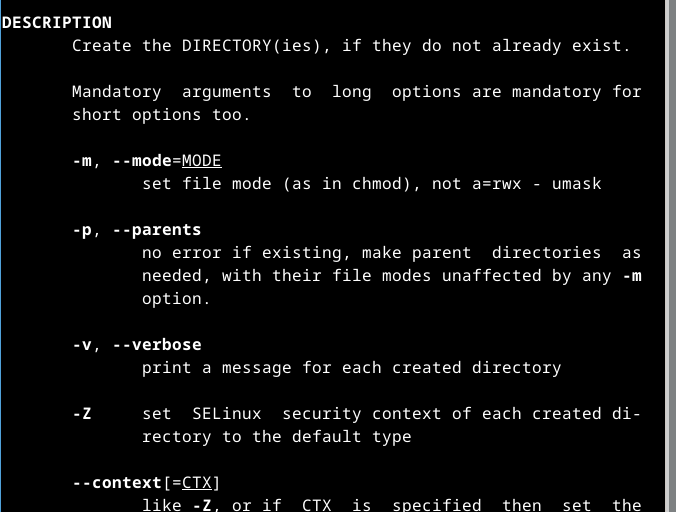 DESCRIPTION
Create the DIRECTORY(ies), if they do not already exist.
Mandatory arguments to long options are mandatory for
short options too.
-m, --mode=MODE
set file mode (as in chmod), not a=rwx - umask
-p, --parents
no error if existing, make parent directories as
needed, with their file modes unaffected by any -m
option.
-v, --verbose
print a message for each created directory
-Z set SELinux security context of each created di-
rectory to the default type
--context[=CTX]
like -Z, or if CTX is specified then set the